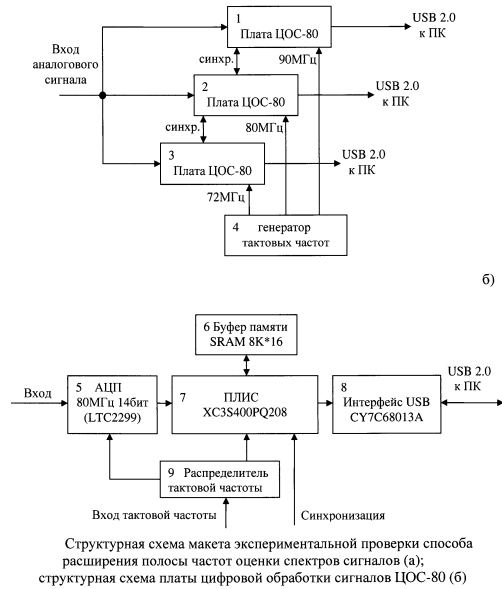 1
Плата ЦОС-80
USB 2.0
к ПК
Вход
аналогового
сигнала
синхр.
90МГц
2
Плата ЦОС-80
USB 2.0
к ПК
синхр.
80МГц
3
Плата ЦОС-80
USB 2.0
к ПК
72МГц
4 генератор
тактовых частот
б)
6 Буфер памяти
SRAM 8K*16
Вход
5 АЦП
80МГц 14бит
(LTC2299)
7 ПЛИС
XC3S400PQ208
8
Интерфейс USB
CY7C68013A
USB 2.0
к ПК
9 Распределитель
тактовой частоты
Вход тактовой частоты
Синхронизация
Структурная схема макета экспериментальной проверки способа
расширения полосы частот оценки спектров сигналов (а);
структурная схема платы цифровой обработки сигналов ЦОС-80 (б)